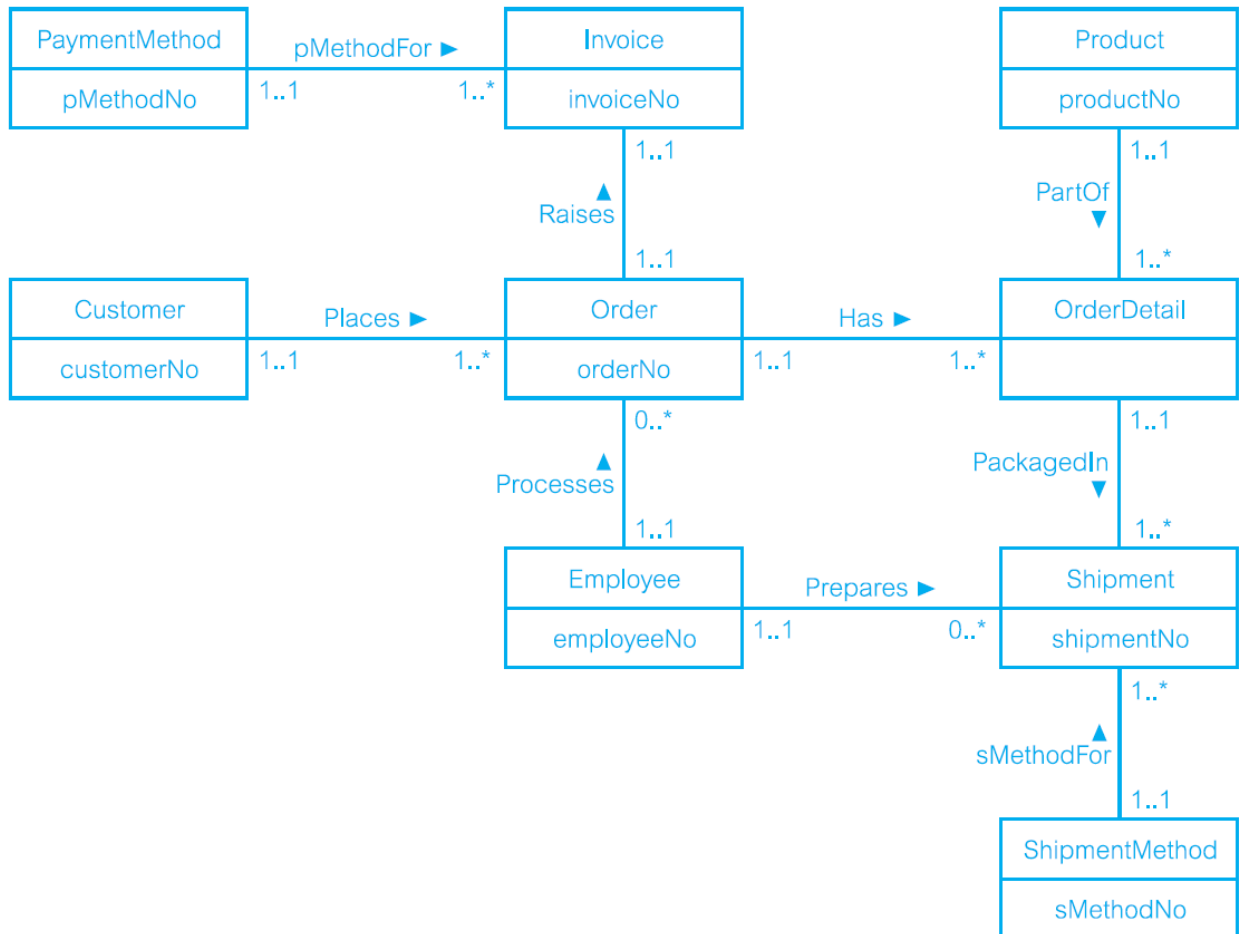 PaymentMethod
pMethodNo
pMethodFor ►
1..1
1..*
Invoice
invoiceNo
Product
productNo
1..1
▲
Raises
1..1
1..1
PartOf
▼
1..*
Customer
customerNo
Places ►
1..1
1..*
Order
orderNo
Has ►
1..1
1..*
OrderDetail
0..*
▲
Processes
1..1
1..1
PackagedIn
▼
1..*
Employee
employeeNo
Prepares ►
1..1
0..*
Shipment
shipmentNo
1..*
▲
sMethodFor
1..1
ShipmentMethod
sMethodNo